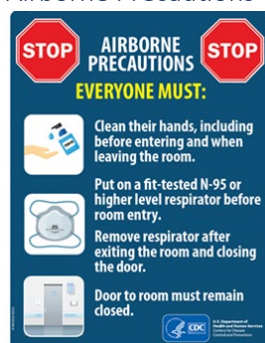 Airborne Precautions
STOP
AIRBORNE
PRECAUTIONS
STOP
EVERYONE MUST:
Clean their hands, including
before entering and when
leaving the room.
Put on a fit-tested N-95 or
higher level respirator before
room entry.
Remove respirator after
exiting the room and closing
the door.
Door to room must remain
closed.
CDC
U.S. Department of
Health and Human Services
Centers for Disease
Control and Prevention